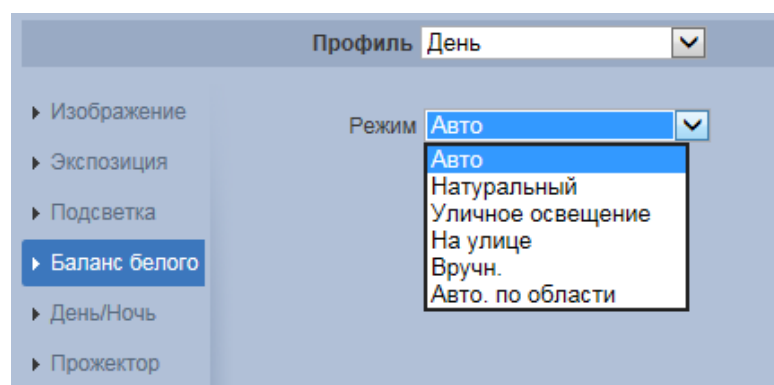 Профиль День
Изображение
Режим Авто
Авто
Экспозиция
Натуральный
Подсветка
Уличное освещение
На улице
Баланс белого
Вручн.
Авто. по области
День/Ночь
Прожектор